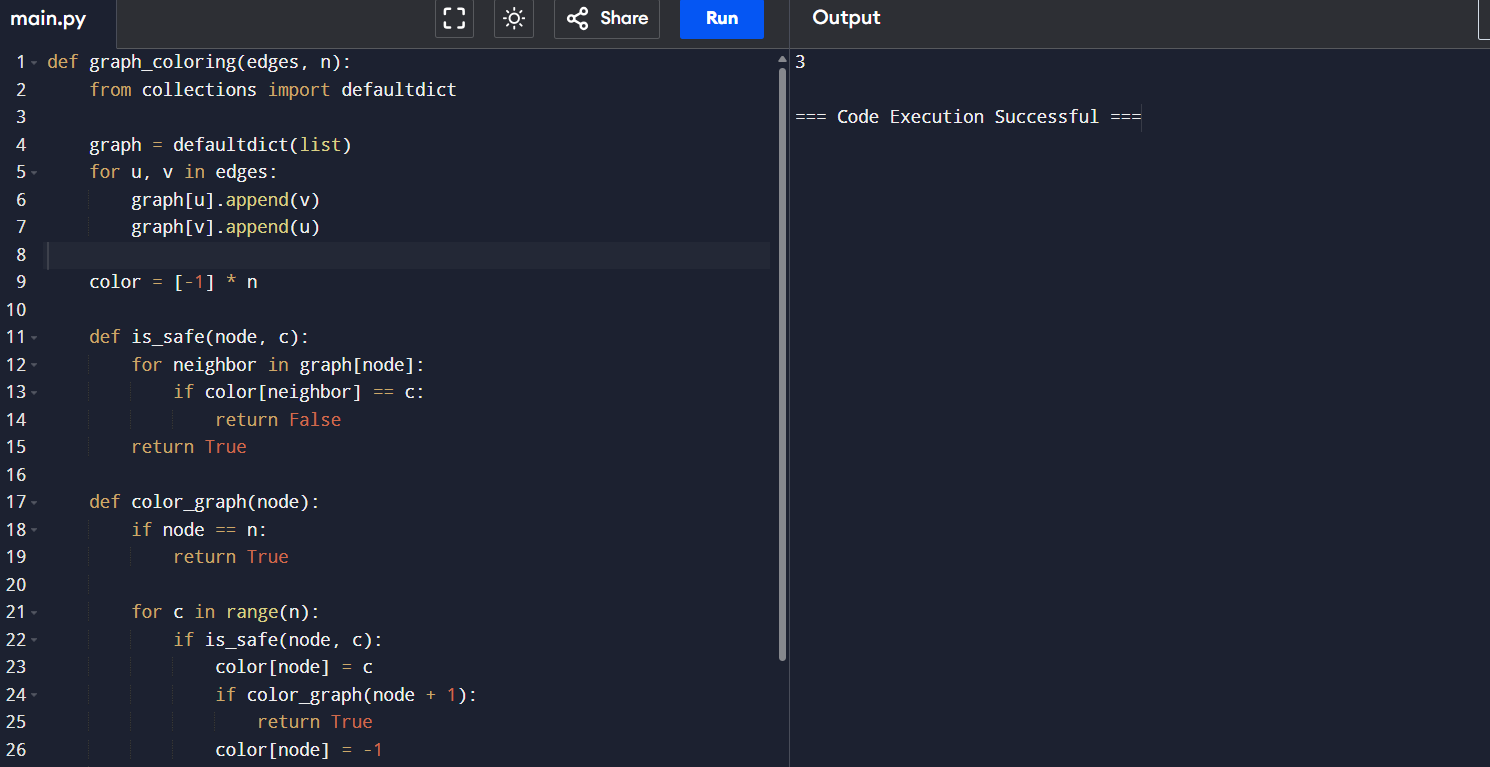 main.py
Share
Run
Output
1 def graph_coloring(edges, n):
2     from collections import defaultdict
3
4     graph = defaultdict(list)
5     for u, v in edges:
6         graph[u].append(v)
7         graph[v].append(u)
8
9     color = [-1] * n
10
11     def is_safe(node, c):
12         for neighbor in graph[node]:
13             if color[neighbor] == c:
14                 return False
15         return True
16
17     def color_graph(node):
18         if node == n:
19             return True
20
21         for c in range(n):
22             if is_safe(node, c):
23                 color[node] = c
24                 if color_graph(node + 1):
25                     return True
26                 color[node] = -1
3
=== Code Execution Successful ===